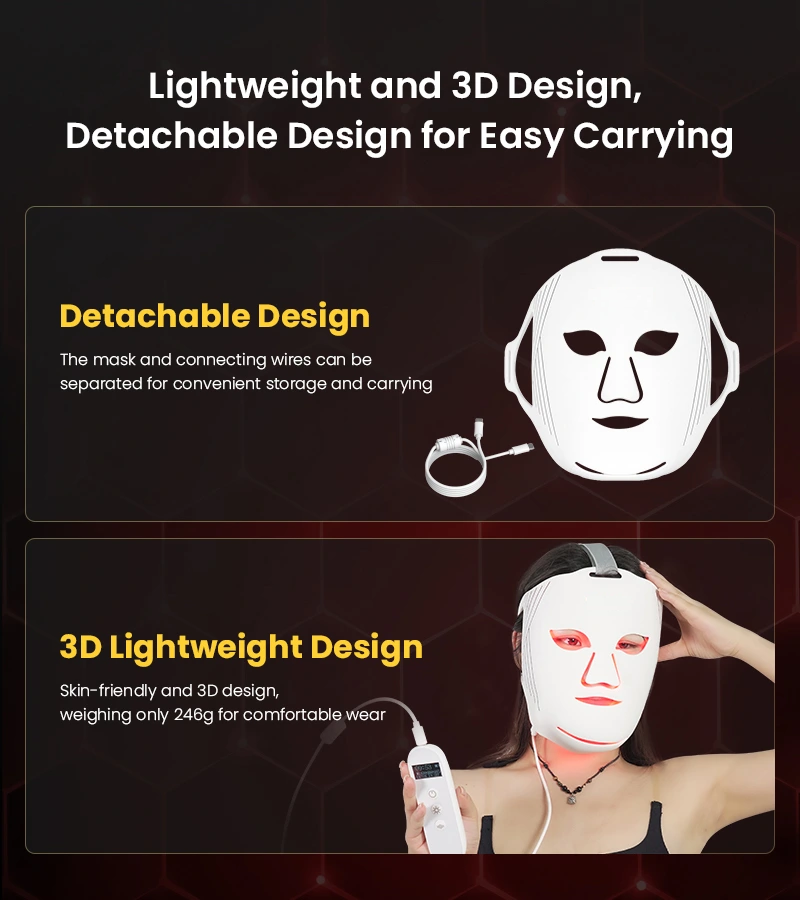 Lightweight and 3D Design,
Detachable Design for Easy Carrying
Detachable Design
The mask and connecting wires can be
separated for convenient storage and carrying
3D Lightweight Design
Skin-friendly and 3D design,
weighing only 246g for comfortable wear